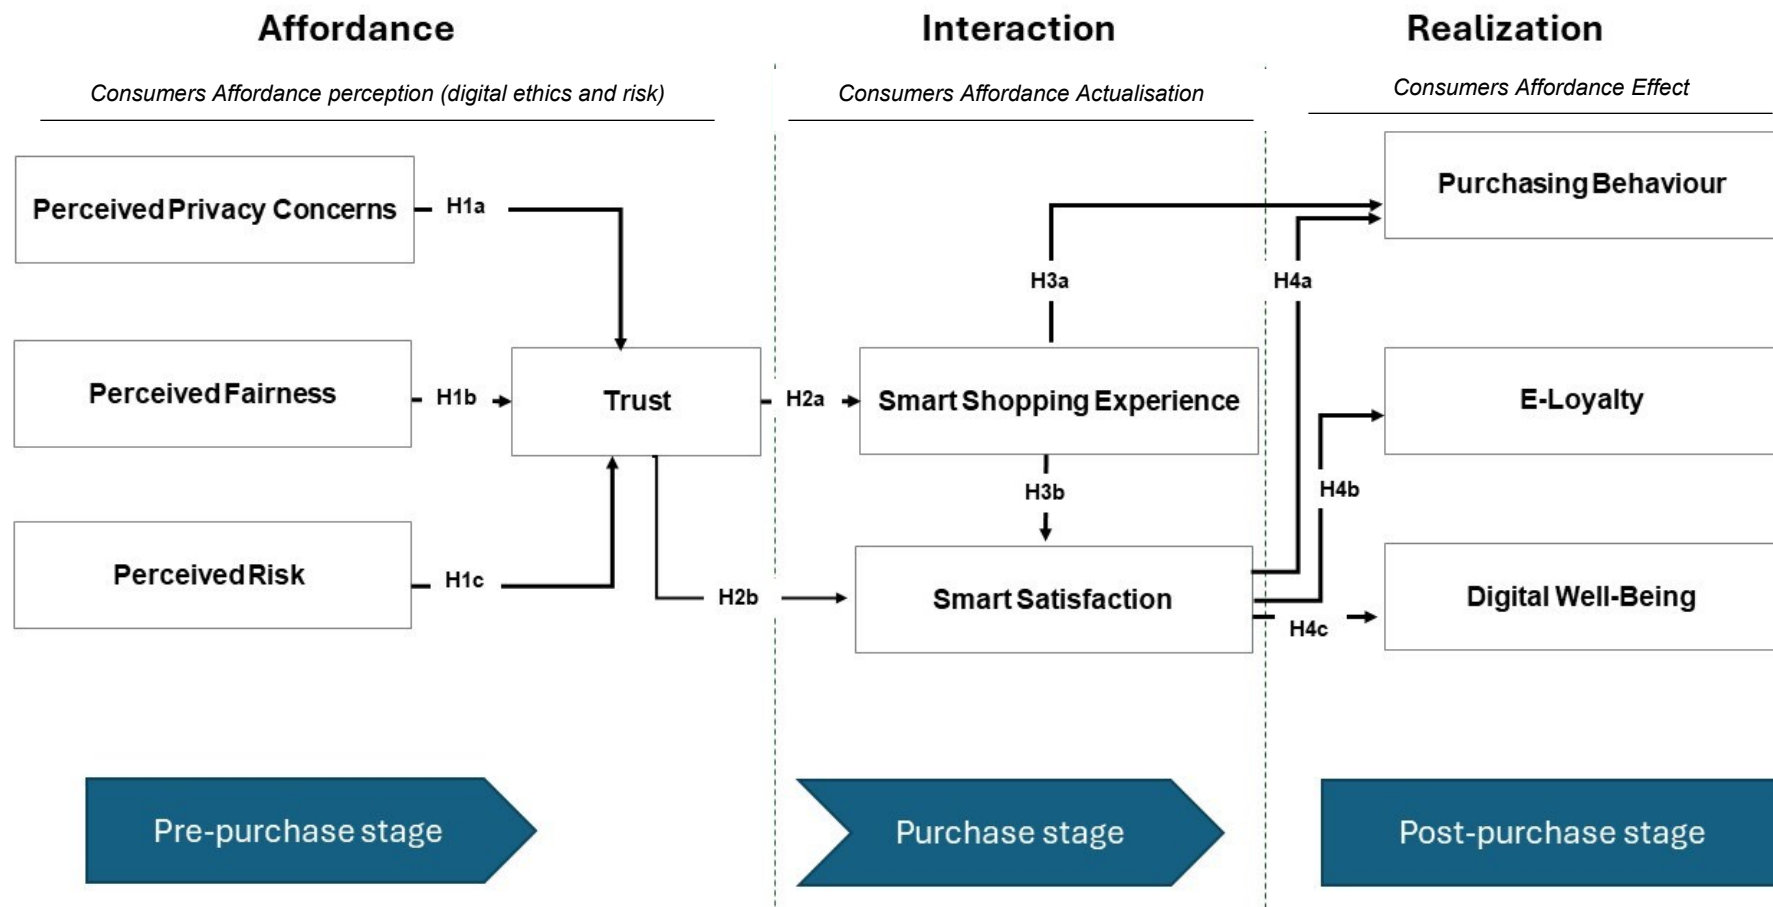 Affordance
Interaction
Realization
Consumers Affordance perception (digital ethics and risk)
Consumers Affordance Actualisation
Consumers Affordance Effect
Perceived Privacy Concerns
H1a
Purchasing Behaviour
H3a
H4a
Perceived Fairness
H1b
Trust
H2a
Smart Shopping Experience
E-Loyalty
H3b
H4b
Perceived Risk
H1c
H2b
Smart Satisfaction
H4c
Digital Well-Being
Pre-purchase stage
Purchase stage
Post-purchase stage